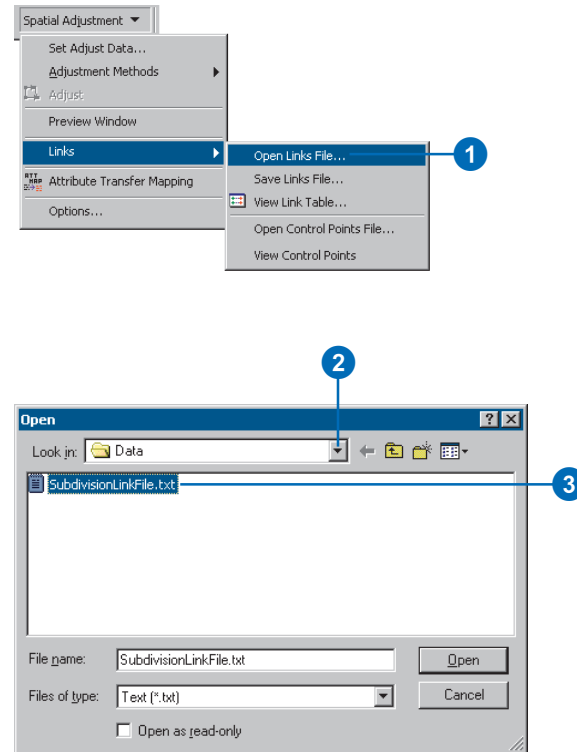 Spatial Adjustment
Set Adjust Data...
Adjustment Methods
Adjust
Preview Window
Links
Attribute Transfer Mapping
Options...
Open Links File...
1
Save Links File...
View Link Table...
Open Control Points File...
View Control Points
2
Open
Look in: Data
SubdivisionLinkFile.txt
3
File name: SubdivisionLinkFile.txt Open
Files of type: Text (*.txt) Cancel
Open as read-only